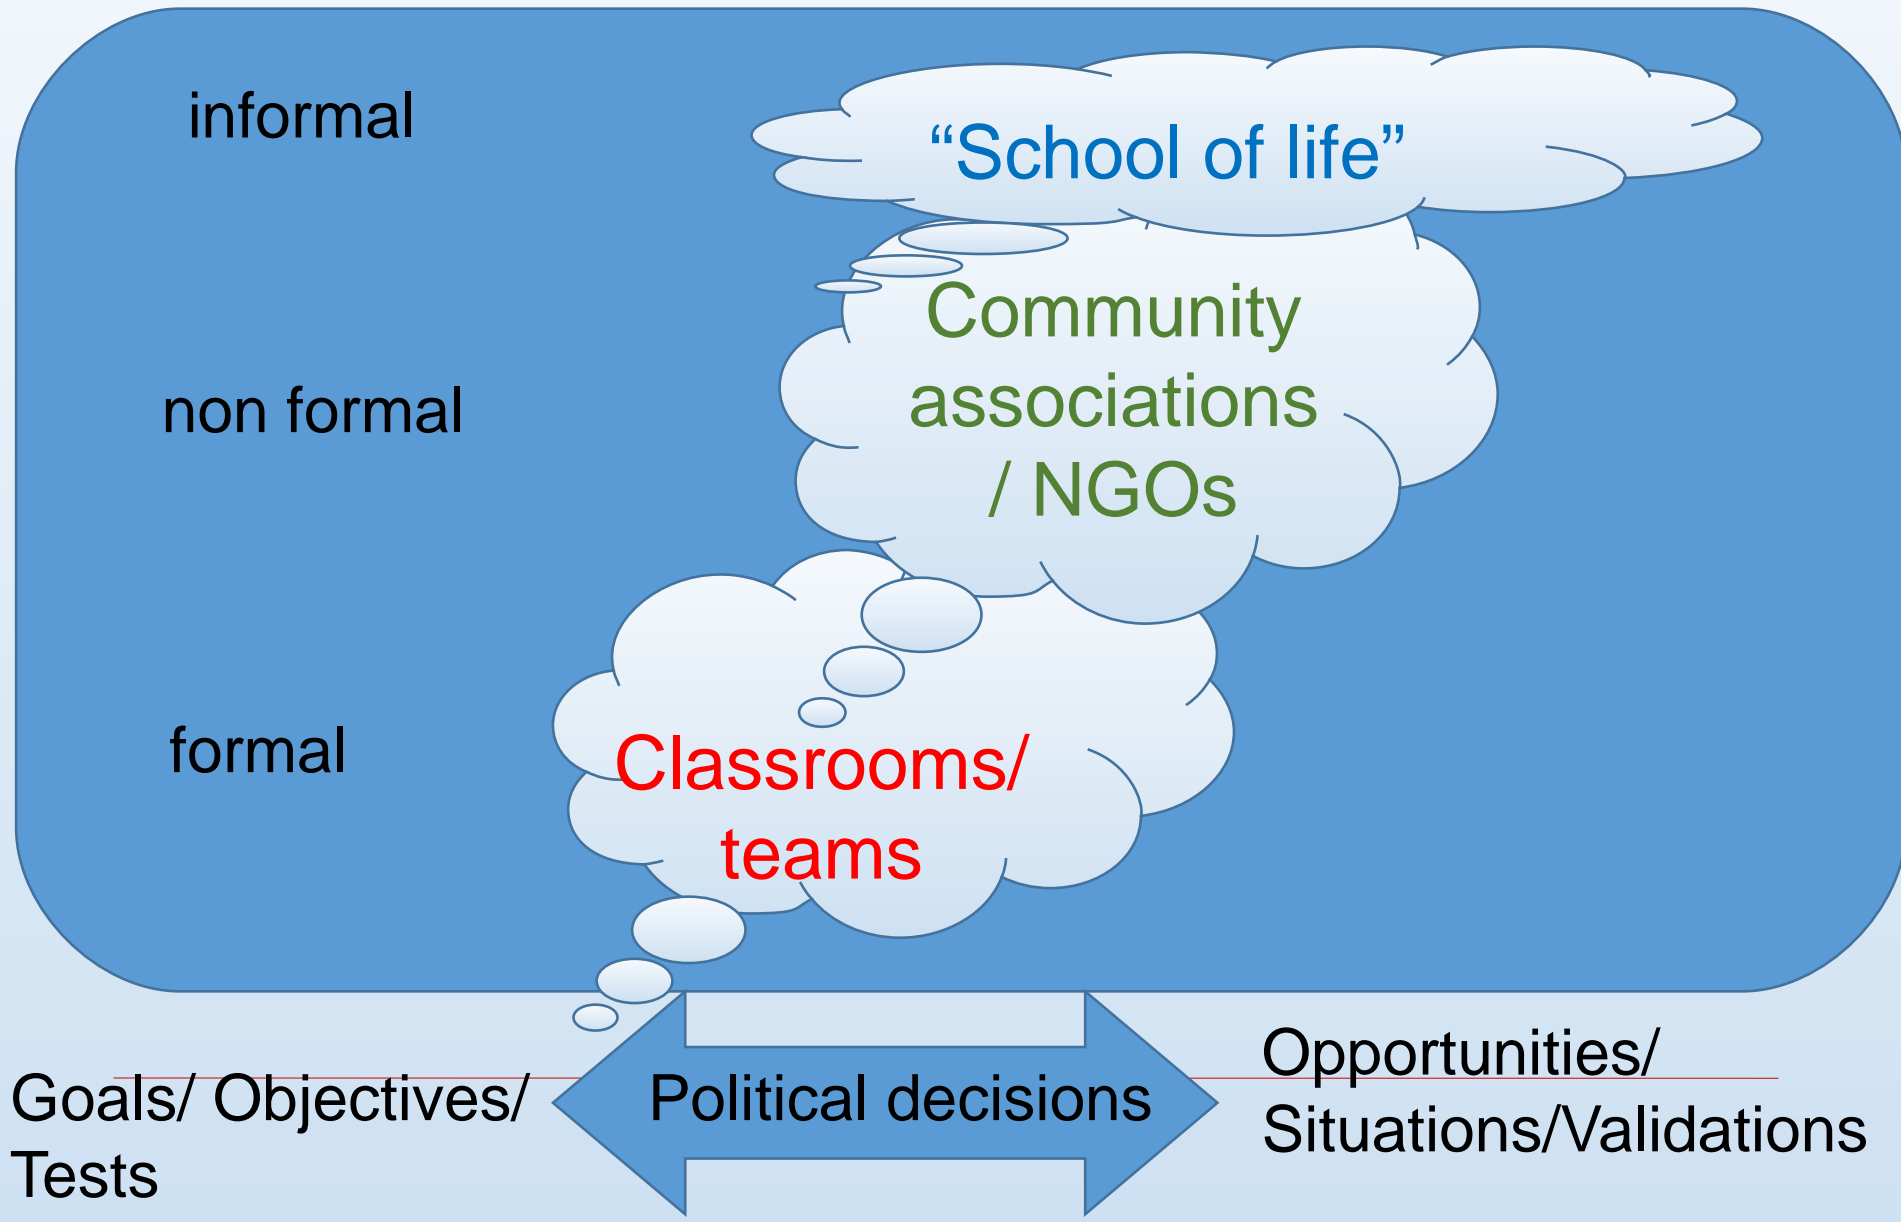 informal
“School of life”
non formal
Community
associations
/ NGOs
formal
Classrooms/
teams
Goals/ Objectives/
Tests
Political decisions
Opportunities/
Situations/Validations